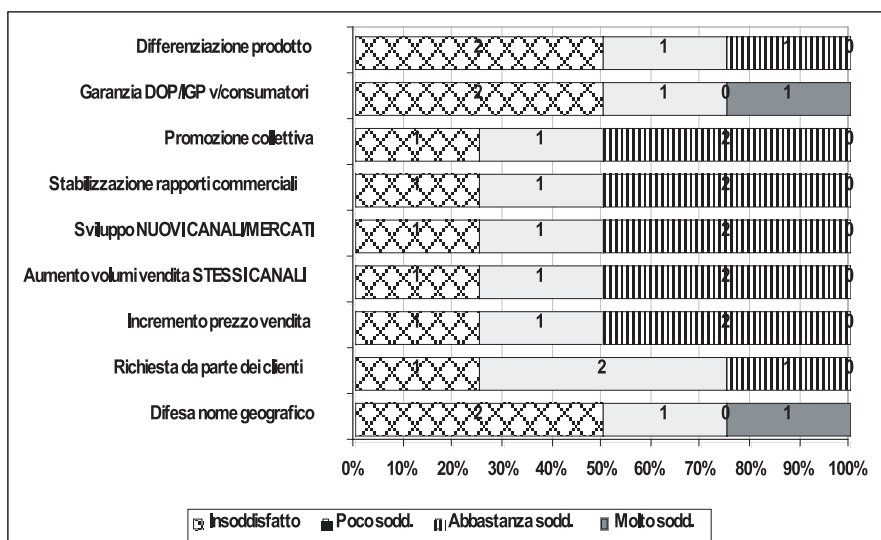 Differenziazione prodotto 2 1 1 0
Garanzia DOP/IGP v/consumatori 2 1 0 1
Promozione collettiva 1 1 2 0
Stabilizzazione rapporti commerciali 1 1 2 0
Sviluppo NUOVI CANALI/MERCATI 1 1 2 0
Aumento volumi vendita STESSI CANALI 1 1 2 0
Incremento prezzo vendita 1 1 2 0
Richiesta da parte dei clienti 1 2 1 0
Difesa nome geografico 2 1 0 1
0% 10% 20% 30% 40% 50% 60% 70% 80% 90% 100%
Insoddisfatto Poco sodd. Abbastanza sodd. Molto sodd.